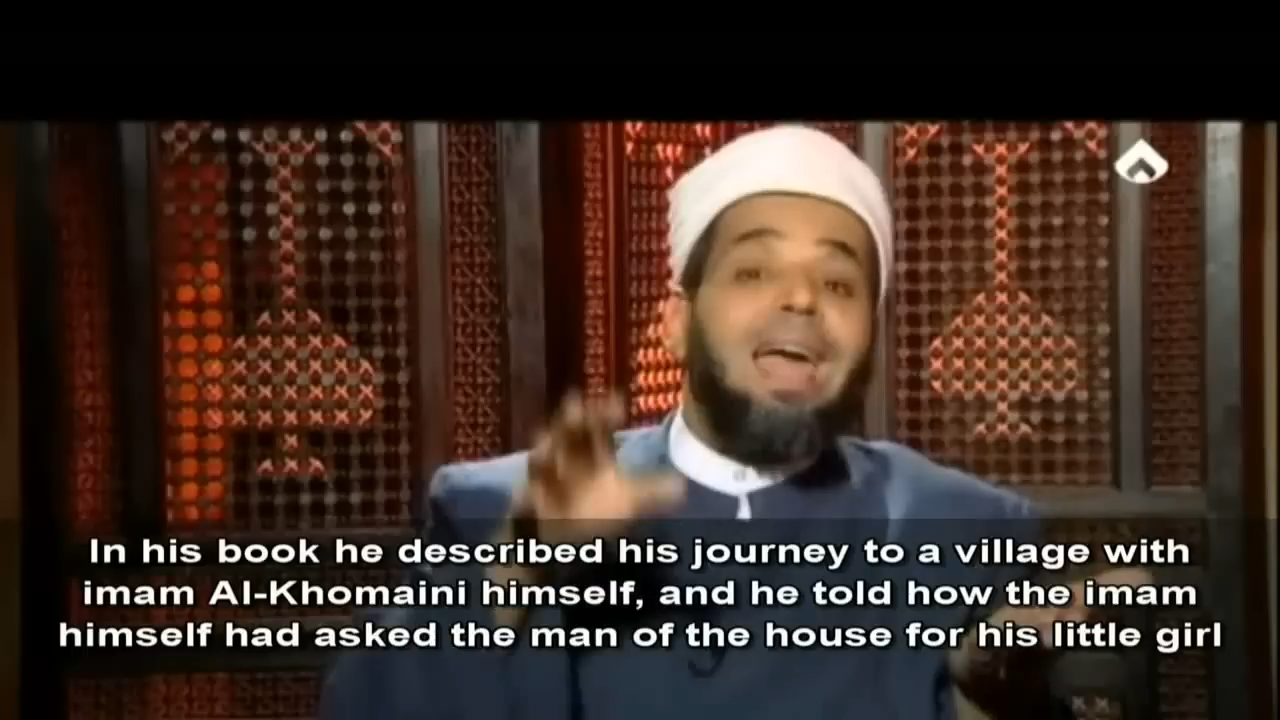 In his book he described his journey to a village with
imam Al-Khomaini himself, and he told how the imam
himself had asked the man of the house for his little girl